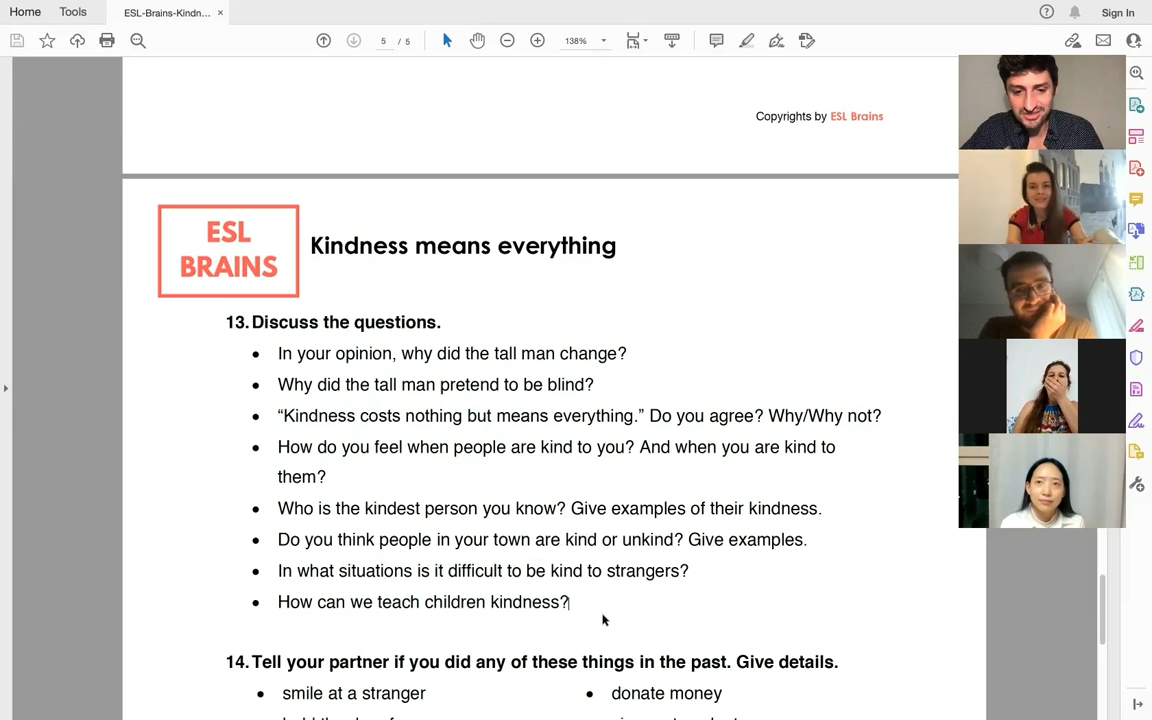 Home
Tools
ESL-Brains-Kindn... ×
Sign In
5 / 5
138%
Copyrights by ESL Brains
ESL
BRAINS
Kindness means everything
13. Discuss the questions.
• In your opinion, why did the tall man change?
• Why did the tall man pretend to be blind?
• “Kindness costs nothing but means everything.” Do you agree? Why/Why not?
• How do you feel when people are kind to you? And when you are kind to
them?
• Who is the kindest person you know? Give examples of their kindness.
• Do you think people in your town are kind or unkind? Give examples.
• In what situations is it difficult to be kind to strangers?
• How can we teach children kindness?
14. Tell your partner if you did any of these things in the past. Give details.
• smile at a stranger
• donate money